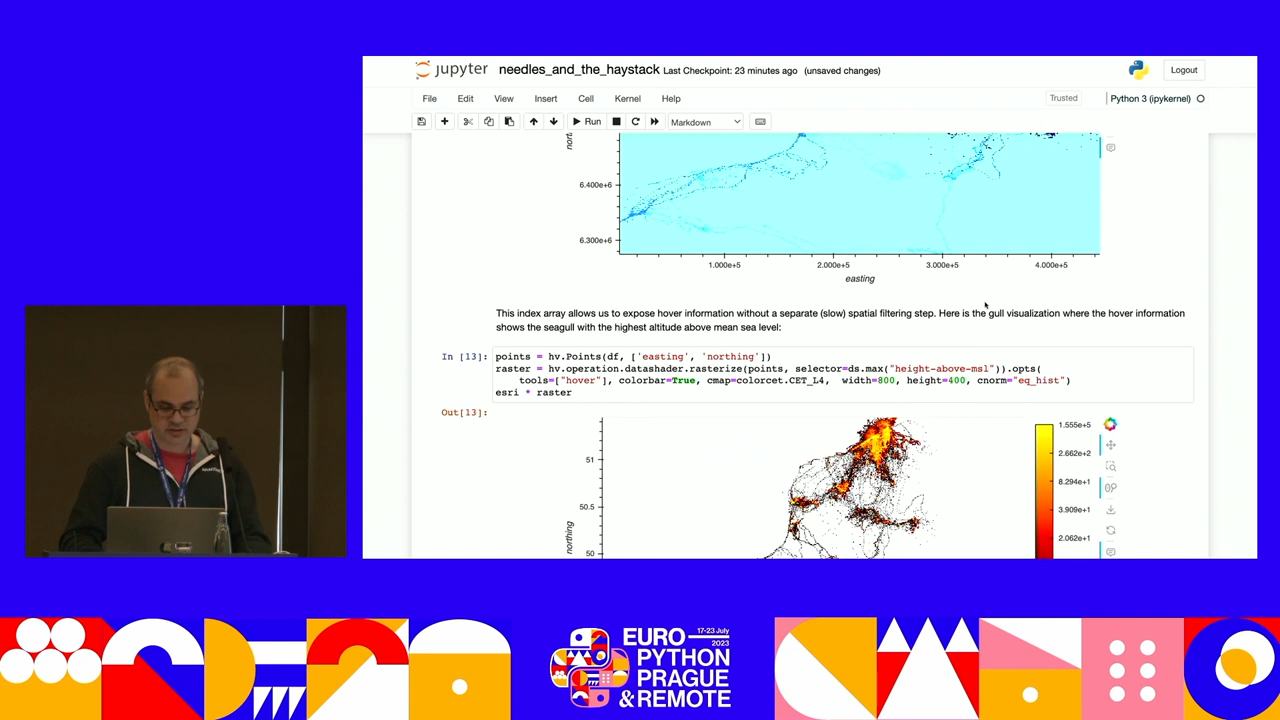 jupyter needles_and_the_haystack Last Checkpoint: 23 minutes ago (unsaved changes)
Logout
File Edit View Insert Cell Kernel Help
Trusted
Python 3 (ipykernel)
Run
Markdown
6.400e+6
6.300e+6
1.000e+5 2.000e+5 3.000e+5 4.000e+5
easting
This index array allows us to expose hover information without a separate (slow) spatial filtering step. Here is the gull visualization where the hover information
shows the seagull with the highest altitude above mean sea level:
In [13]:
points = hv.Points(df, ['easting', 'northing'])
raster = hv.operation.datashader.rasterize(points, selector=ds.max("height-above-msl")).opts(
tools=["hover"], colorbar=True, cmap=colorcet.CET_L4, width=800, height=400, cnorm="eq_hist")
esri * raster
Out[13]:
51
50.5
50
northing
1.555e+5
2.662e+2
8.294e+1
3.909e+1
2.062e+1
EURO
17-23 July
2023
PYTHON
PRAGUE
& REMOTE